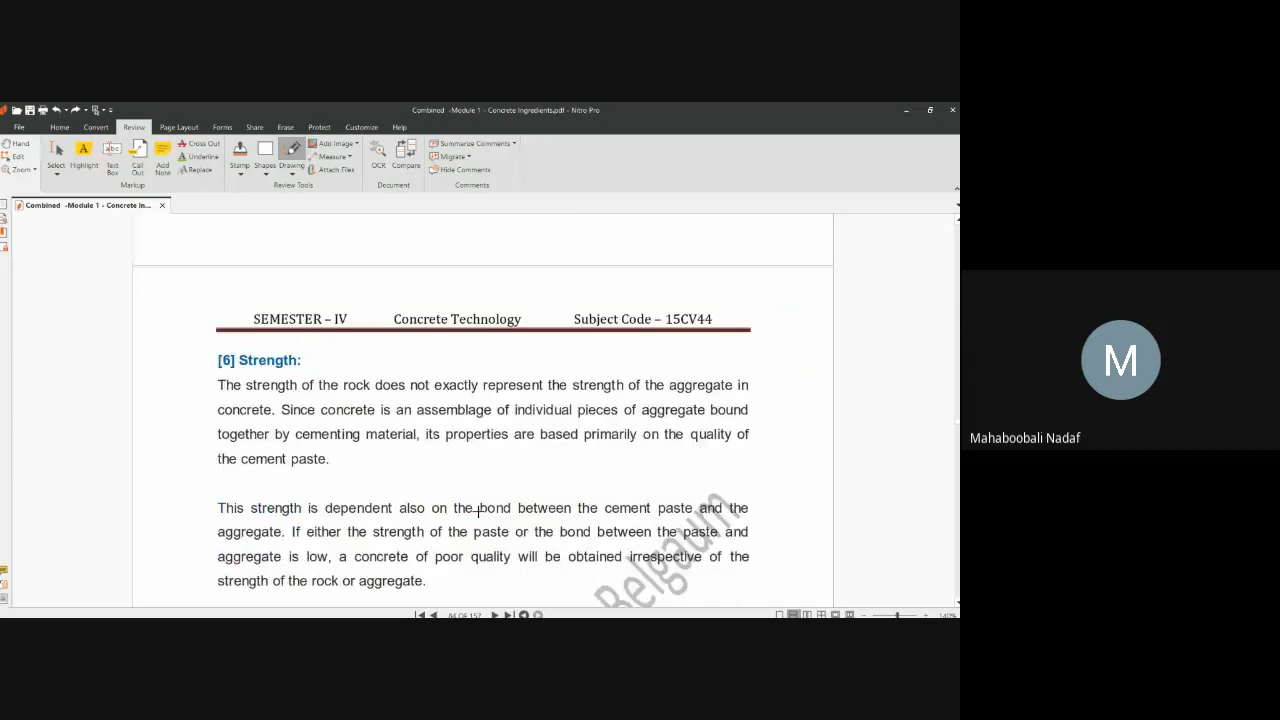 Combined -Module 1 - Concrete Ingredients.pdf - Nitro Pro
File Home Convert Review Page Layout Forms Share Erase Protect Customize Help
Hand
Edit
Zoom
Select Highlight Text Box Call Out Add Note
Cross Out
Underline
Replace
Markup
Stamp Shapes Drawing
Add Image
Measure
Attach Files
Review Tools
OCR Compare
Document
Summarize Comments
Migrate
Hide Comments
Comments
Combined -Module 1 - Concrete In...
SEMESTER – IV Concrete Technology Subject Code – 15CV44
[6] Strength:
The strength of the rock does not exactly represent the strength of the aggregate in
concrete. Since concrete is an assemblage of individual pieces of aggregate bound
together by cementing material, its properties are based primarily on the quality of
the cement paste.
This strength is dependent also on the bond between the cement paste and the
aggregate. If either the strength of the paste or the bond between the paste and
aggregate is low, a concrete of poor quality will be obtained irrespective of the
strength of the rock or aggregate.
Belgaum
OF 157
140%
M
Mahaboobali Nadaf